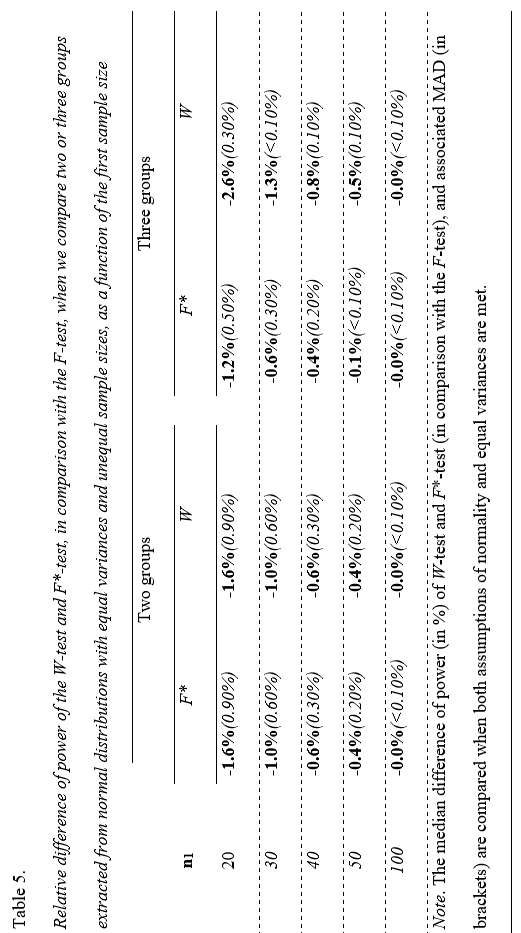 Table 5.
Relative difference of power of the W-test and F*-test, in comparison with the F-test, when we compare two or three groups
extracted from normal distributions with equal variances and unequal sample sizes, as a function of the first sample size
Two groups Three groups
n1 F* W F* W
20 -1.6%(0.90%) -1.6%(0.90%) -1.2%(0.50%) -2.6%(0.30%)
30 -1.0%(0.60%) -1.0%(0.60%) -0.6%(0.30%) -1.3%(<0.10%)
40 -0.6%(0.30%) -0.6%(0.30%) -0.4%(0.20%) -0.8%(0.10%)
50 -0.4%(0.20%) -0.4%(0.20%) -0.1%(<0.10%) -0.5%(0.10%)
100 -0.0%(<0.10%) -0.0%(<0.10%) -0.0%(<0.10%) -0.0%(<0.10%)
Note. The median difference of power (in %) of W-test and F*-test (in comparison with the F-test), and associated MAD (in
brackets) are compared when both assumptions of normality and equal variances are met.